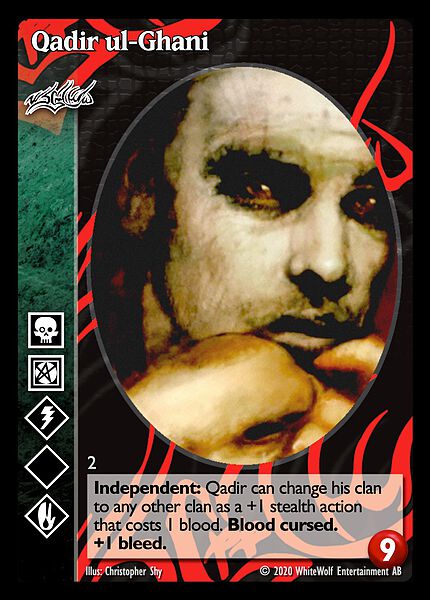 Qadir ul-Ghani
2
Independent: Qadir can change his clan
to any other clan as a +1 stealth action
that costs 1 blood. Blood cursed.
+1 bleed.
9
Illus: Christopher Shy © 2020 WhiteWolf Entertainment AB